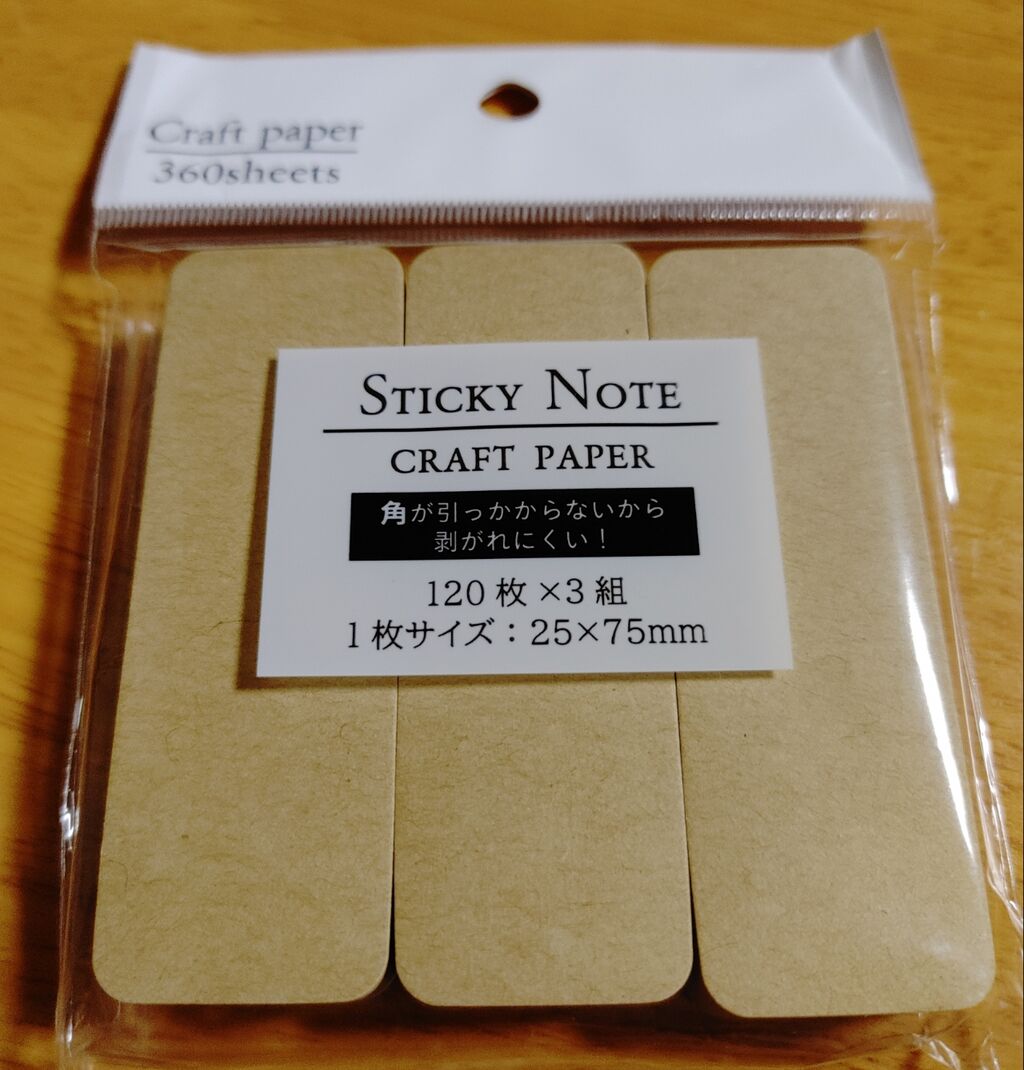 Craft paper
360sheets
STICKY NOTE
CRAFT PAPER
角が引っかからないから
剥がれにくい！
120枚×3組
1枚サイズ：25×75mm